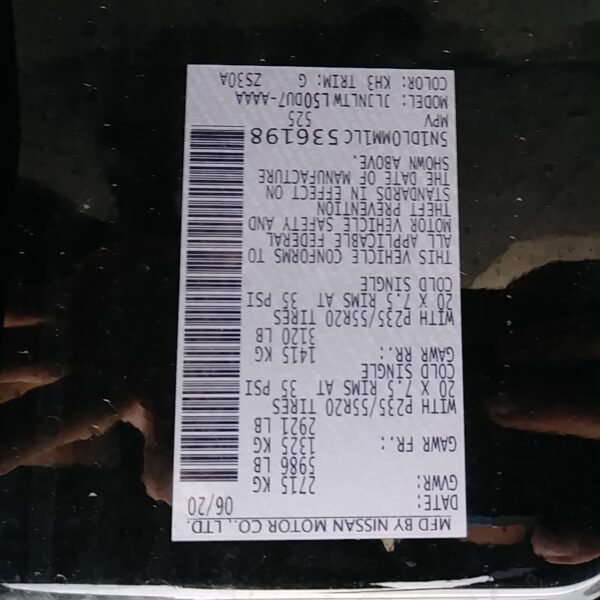 MFD BY NISSAN MOTOR CO., LTD.
DATE: 06/20
GVWR: 2715 KG
5986 LB
GAWR FR.: 1325 KG
2921 LB
WITH P235/55R20 TIRES
20 X 7.5 RIMS AT 35 PSI
COLD SINGLE
GAWR RR.: 1415 KG
3120 LB
WITH P235/55R20 TIRES
20 X 7.5 RIMS AT 35 PSI
COLD SINGLE
THIS VEHICLE CONFORMS TO
ALL APPLICABLE FEDERAL
MOTOR VEHICLE SAFETY AND
THEFT PREVENTION
STANDARDS IN EFFECT ON
THE DATE OF MANUFACTURE
SHOWN ABOVE.
5N1DL0MM1LC536198
MPV 525
MODEL: JLJNLTWL50DU7-AAAA
COLOR: KH3 TRIM: G ZS30A